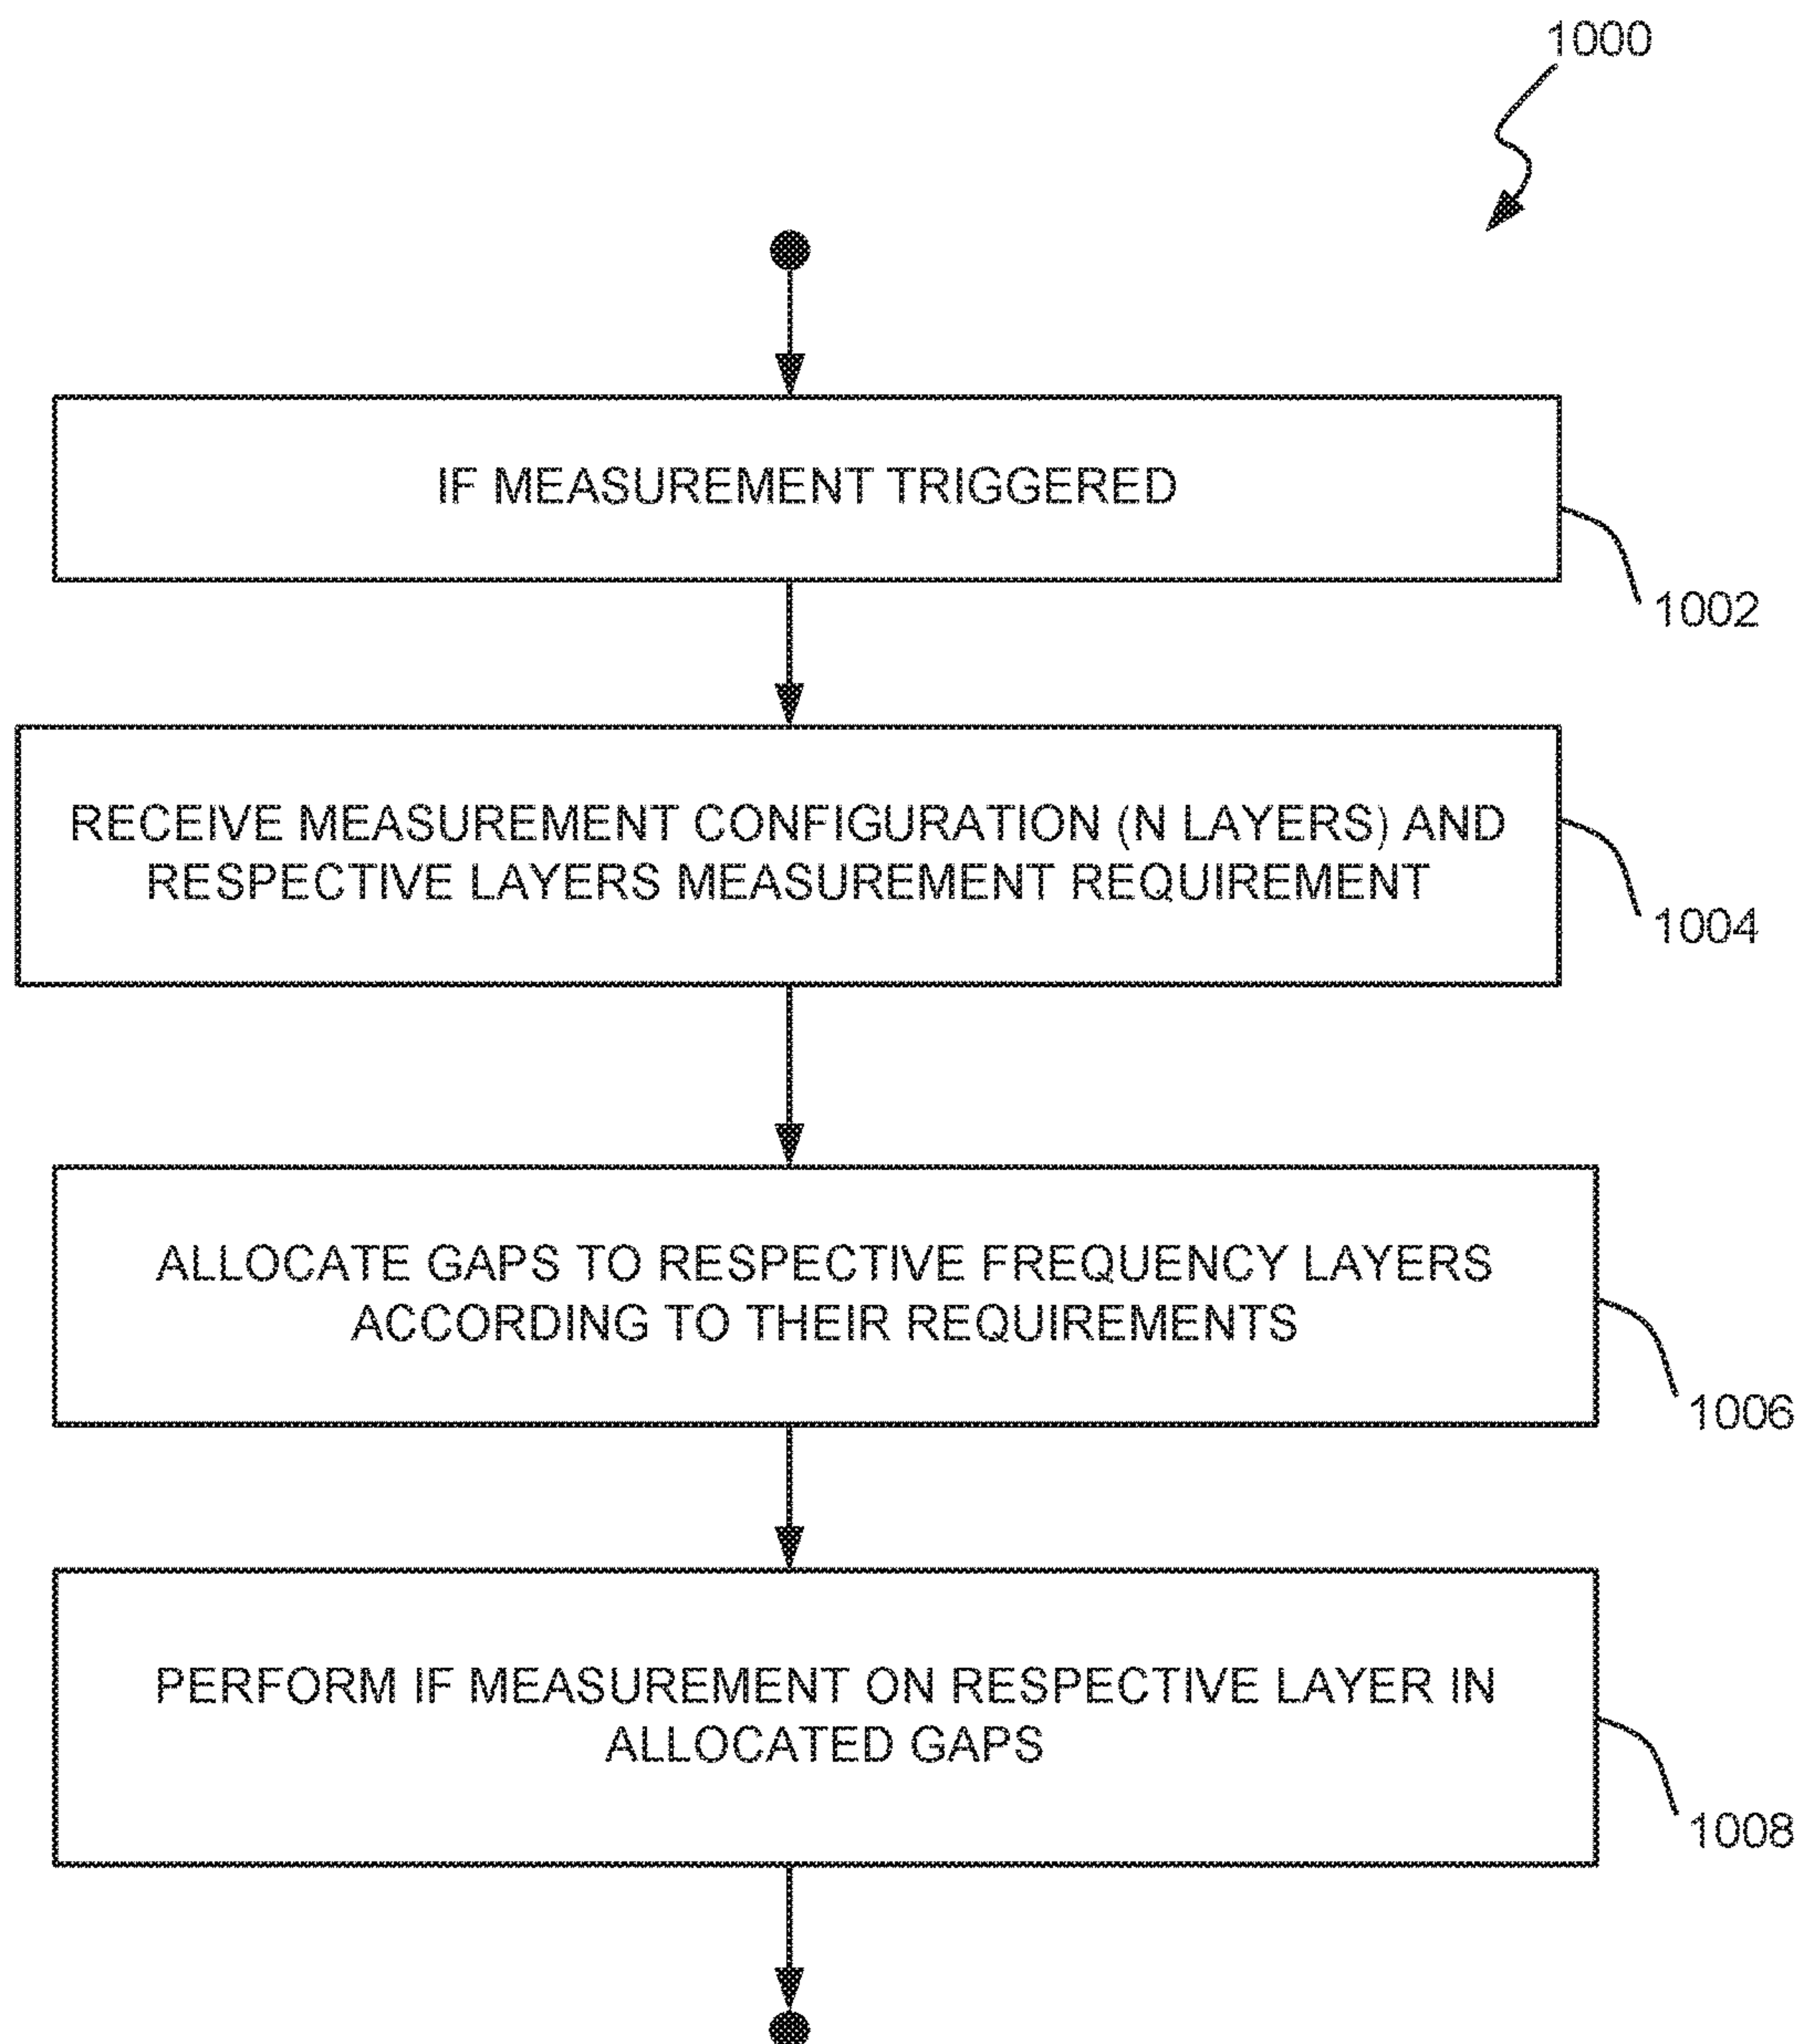 1000
IF MEASUREMENT TRIGGERED
1002
RECEIVE MEASUREMENT CONFIGURATION (N LAYERS) AND
RESPECTIVE LAYERS MEASUREMENT REQUIREMENT
1004
ALLOCATE GAPS TO RESPECTIVE FREQUENCY LAYERS
ACCORDING TO THEIR REQUIREMENTS
1006
PERFORM IF MEASUREMENT ON RESPECTIVE LAYER IN
ALLOCATED GAPS
1008